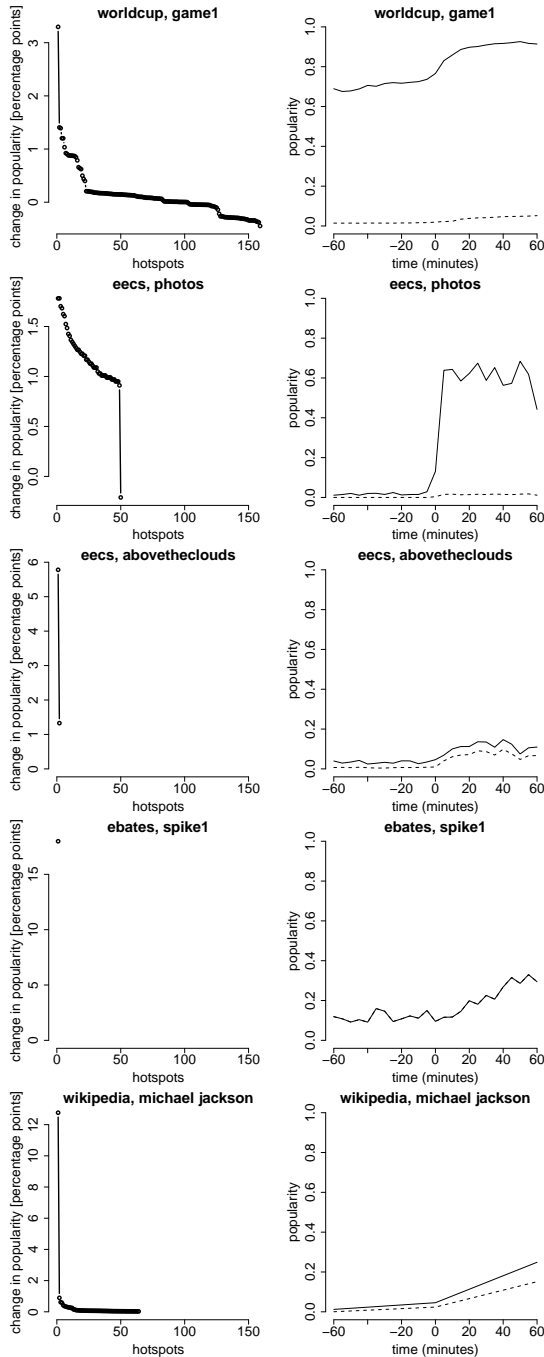 worldcup, game1
change in popularity [percentage points]
3
2
1
0
0 50 100 150
hotspots
worldcup, game1
popularity
1.0
0.8
0.6
0.4
0.2
0.0
−60 −20 0 20 40 60
time (minutes)
eecs, photos
change in popularity [percentage points]
1.5
1.0
0.5
0.0
0 50 100 150
hotspots
eecs, photos
popularity
1.0
0.8
0.6
0.4
0.2
0.0
−60 −20 0 20 40 60
time (minutes)
eecs, abovetheclouds
change in popularity [percentage points]
6
5
4
3
2
1
0
0 50 100 150
hotspots
eecs, abovetheclouds
popularity
1.0
0.8
0.6
0.4
0.2
0.0
−60 −20 0 20 40 60
time (minutes)
ebates, spike1
change in popularity [percentage points]
15
10
5
0
0 50 100 150
hotspots
ebates, spike1
popularity
1.0
0.8
0.6
0.4
0.2
0.0
−60 −20 0 20 40 60
time (minutes)
wikipedia, michael jackson
change in popularity [percentage points]
12
10
8
6
4
2
0
0 50 100 150
hotspots
wikipedia, michael jackson
popularity
1.0
0.8
0.6
0.4
0.2
0.0
−60 −20 0 20 40 60
time (minutes)